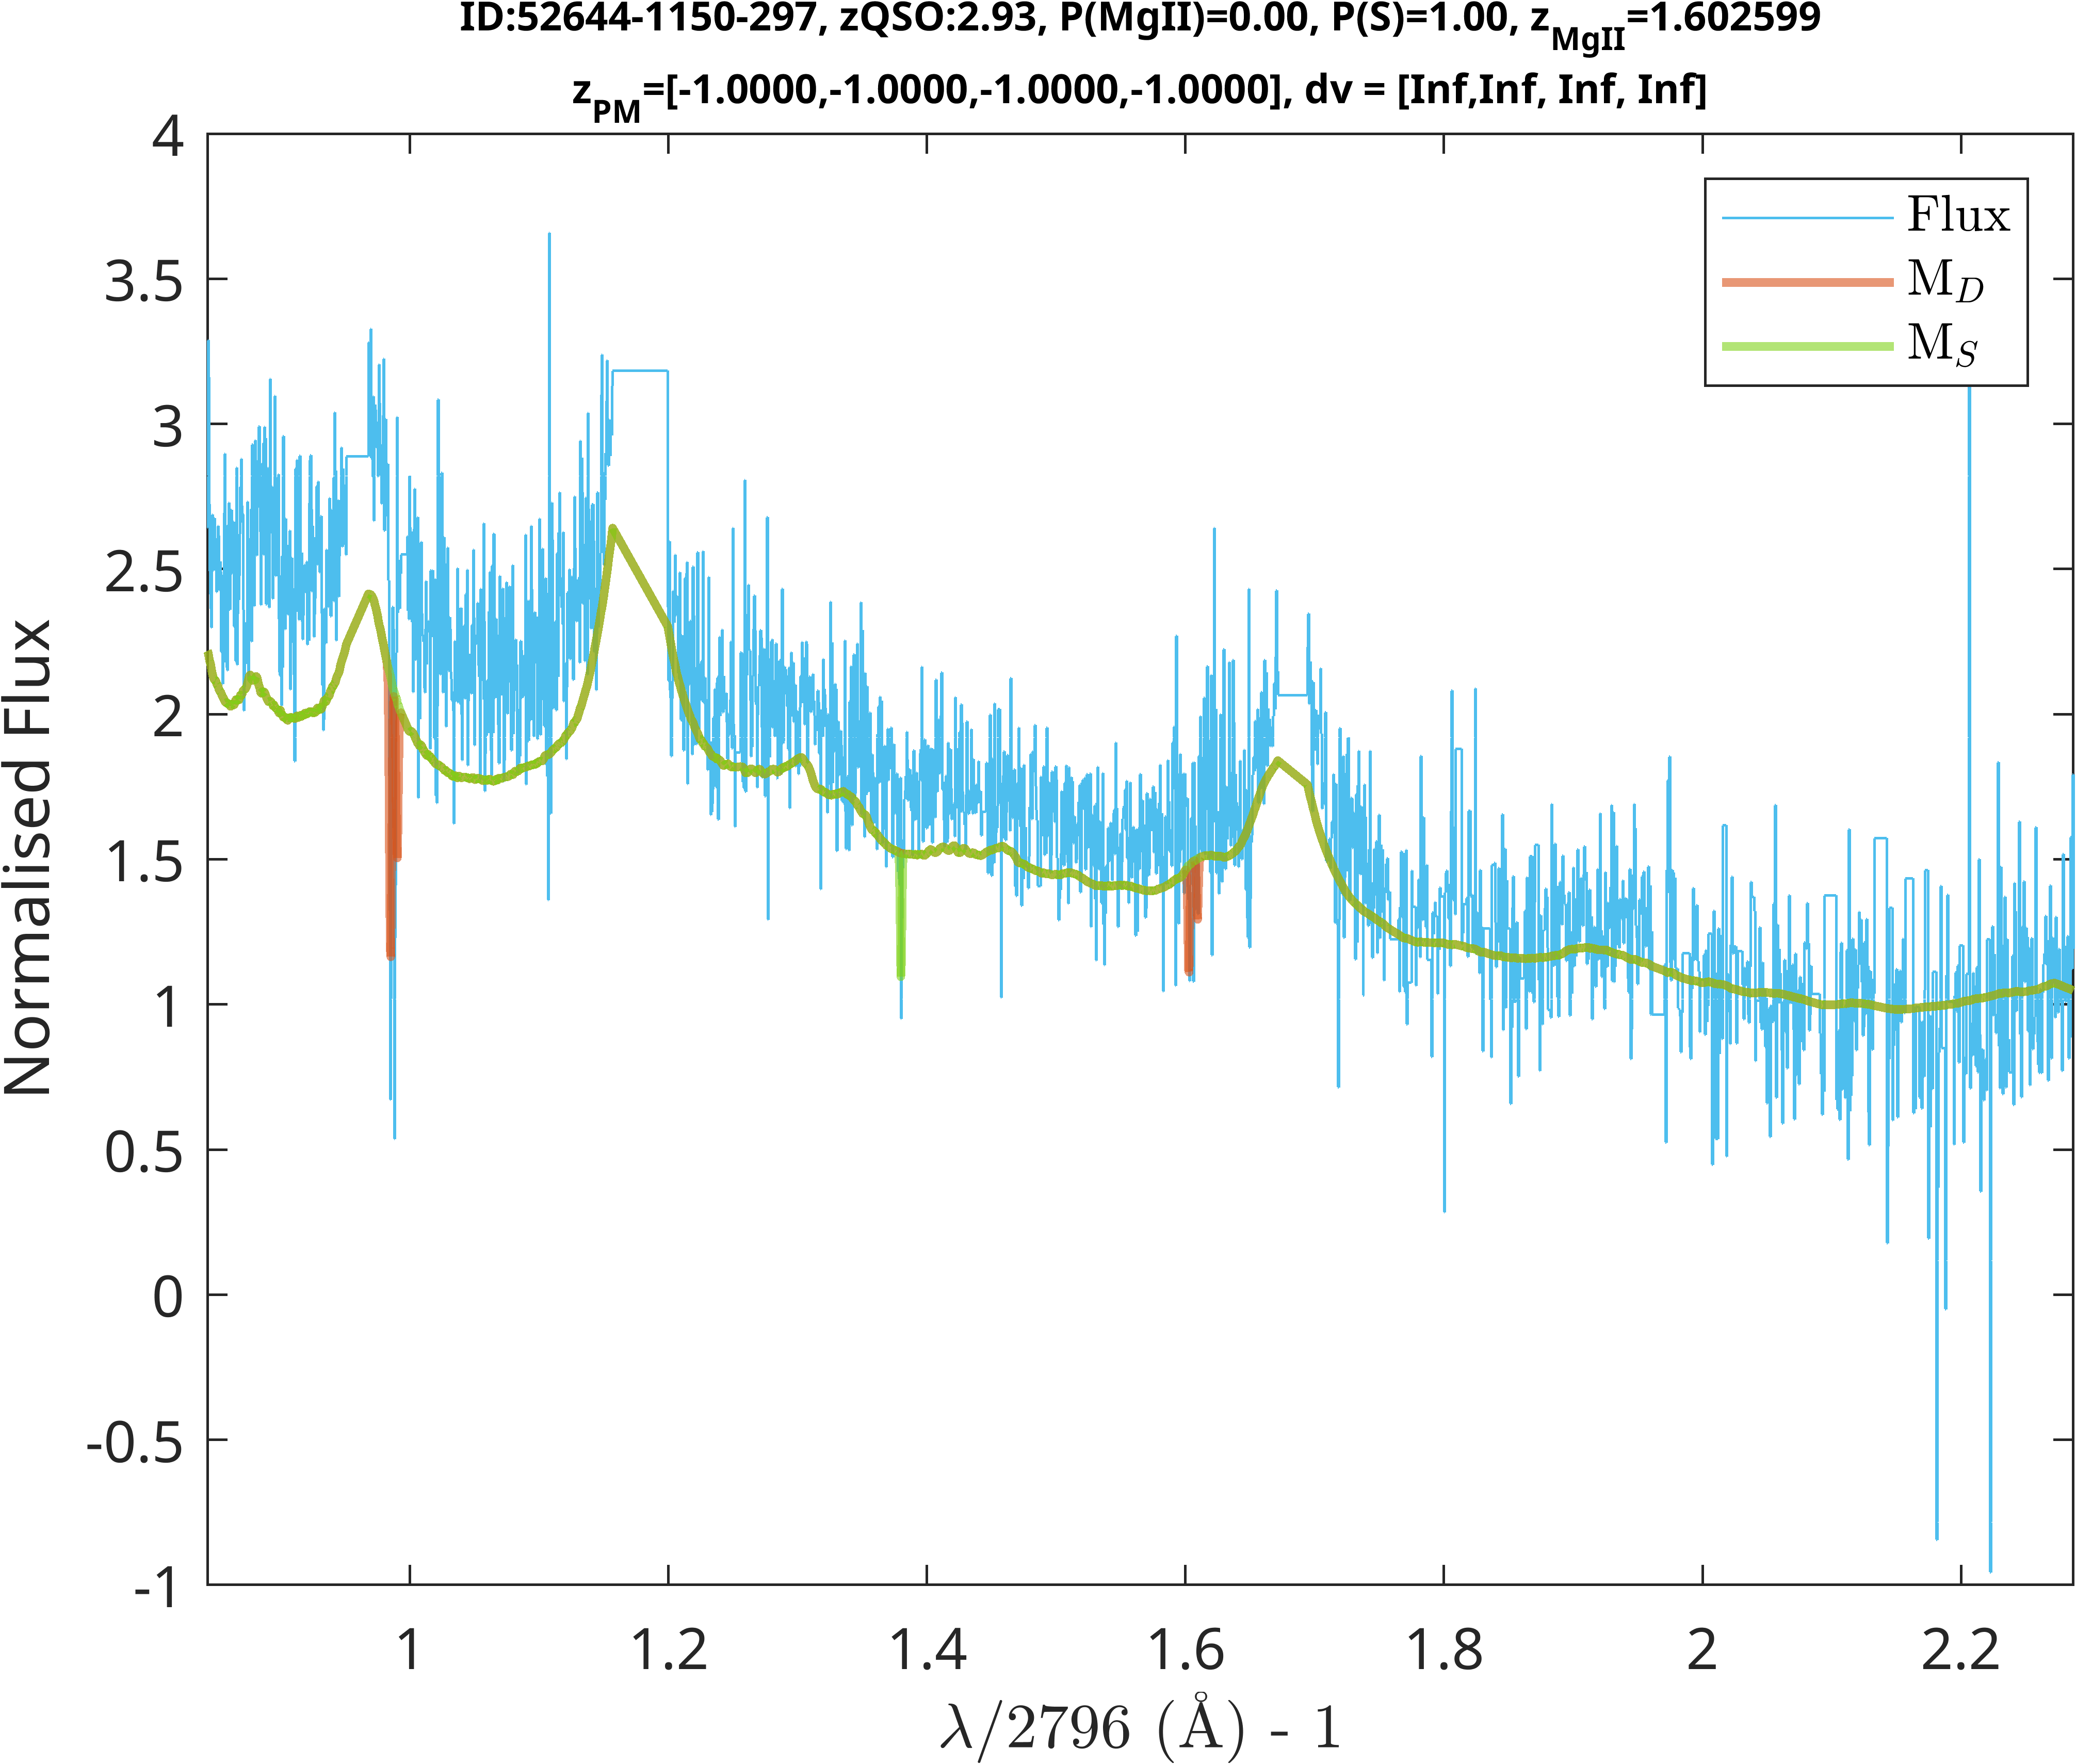 ID:52644-1150-297, zQSO:2.93, P(MgII)=0.00, P(S)=1.00, zMgII=1.602599
zPM=[-1.0000,-1.0000,-1.0000,-1.0000], dv = [Inf,Inf, Inf, Inf]
4
3.5
3
2.5
2
1.5
1
0.5
0
-0.5
-1
Normalised Flux
Flux
MD
MS
1
1.2
1.4
1.6
1.8
2
2.2
λ/2796 (Å) - 1